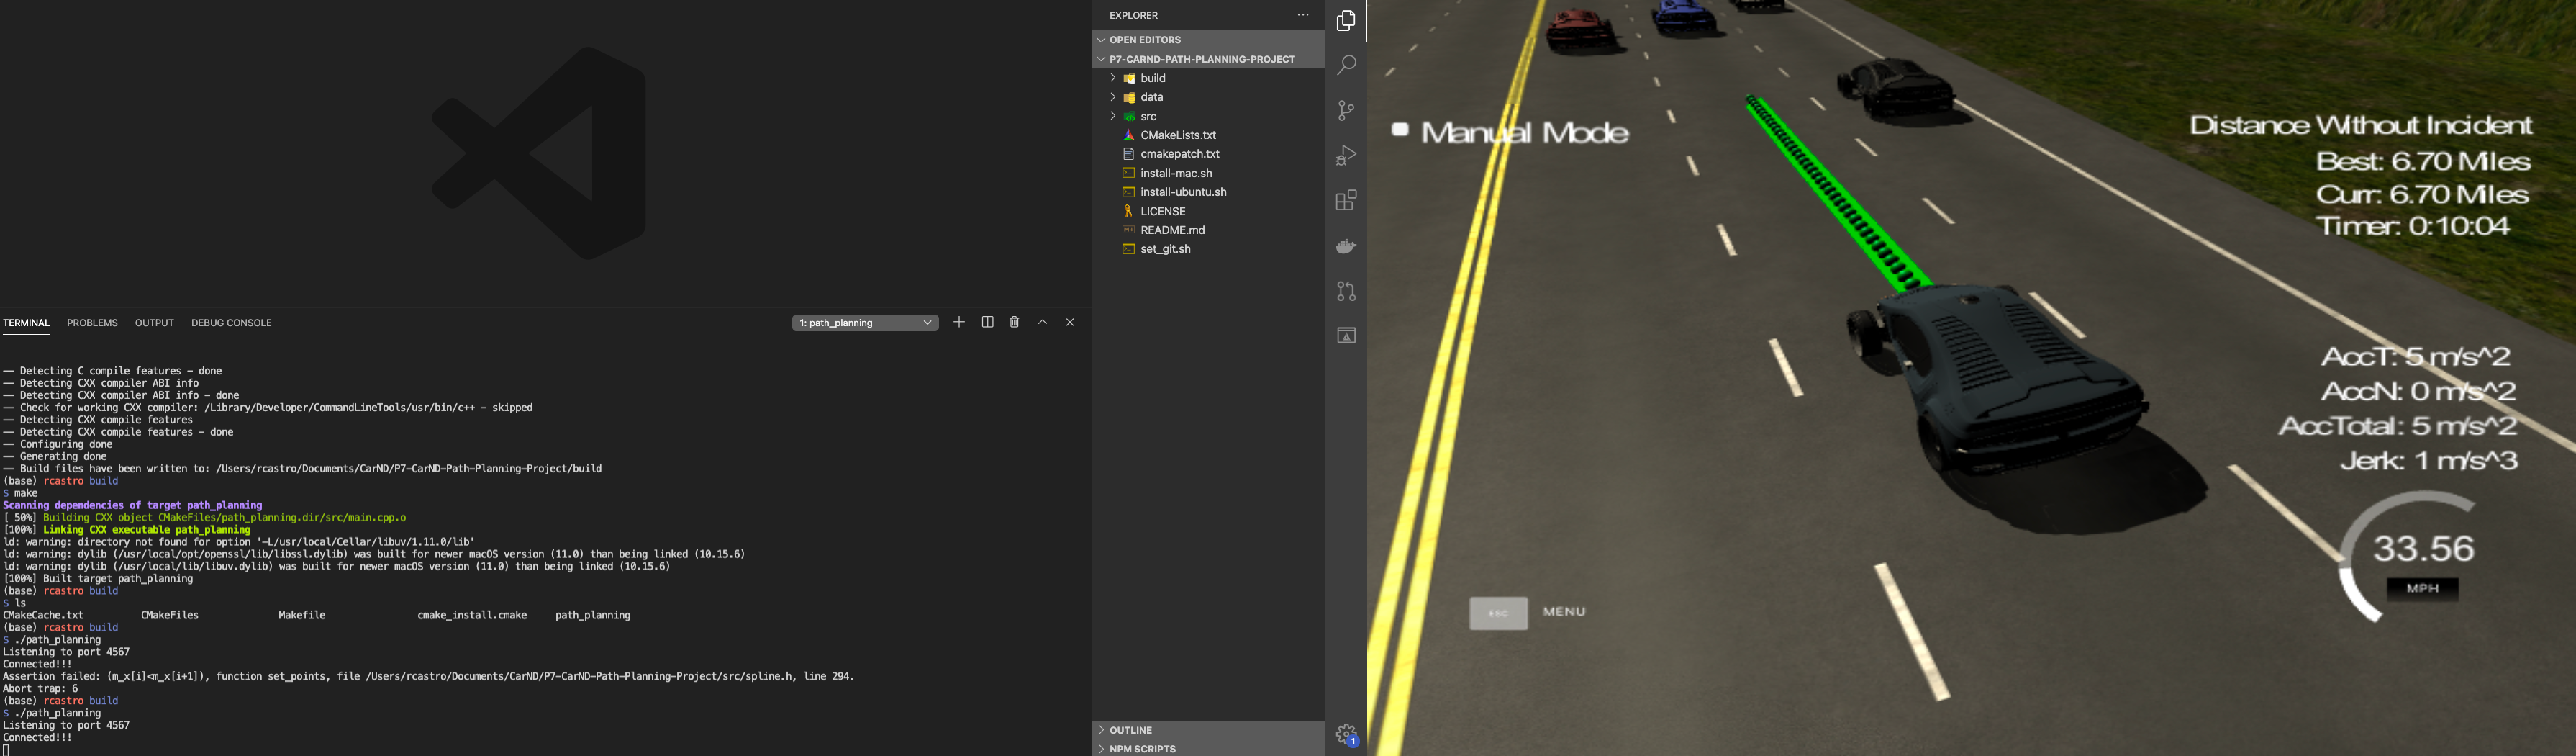 TERMINAL PROBLEMS OUTPUT DEBUG CONSOLE 1: path_planning
-- Detecting C compile features - done
-- Detecting CXX compiler ABI info
-- Detecting CXX compiler ABI info - done
-- Check for working CXX compiler: /Library/Developer/CommandLineTools/usr/bin/c++ - skipped
-- Detecting CXX compile features
-- Detecting CXX compile features - done
-- Configuring done
-- Generating done
-- Build files have been written to: /Users/rcastro/Documents/CarND/P7-CarND-Path-Planning-Project/build
(base) rcastro build
$ make
Scanning dependencies of target path_planning
[ 50%] Building CXX object CMakeFiles/path_planning.dir/src/main.cpp.o
[100%] Linking CXX executable path_planning
ld: warning: directory not found for option '-L/usr/local/Cellar/libuv/1.11.0/lib'
ld: warning: dylib (/usr/local/opt/openssl/lib/libssl.dylib) was built for newer macOS version (11.0) than being linked (10.15.6)
ld: warning: dylib (/usr/local/lib/libuv.dylib) was built for newer macOS version (11.0) than being linked (10.15.6)
[100%] Built target path_planning
(base) rcastro build
$ ls
CMakeCache.txt CMakeFiles Makefile cmake_install.cmake path_planning
(base) rcastro build
$ ./path_planning
Listening to port 4567
Connected!!!
Assertion failed: (m_x[i]<m_x[i+1]), function set_points, file /Users/rcastro/Documents/CarND/P7-CarND-Path-Planning-Project/src/spline.h, line 294.
Abort trap: 6
(base) rcastro build
$ ./path_planning
Listening to port 4567
Connected!!!
EXPLORER
OPEN EDITORS
P7-CARND-PATH-PLANNING-PROJECT
build
data
src
CMakeLists.txt
cmakepatch.txt
install-mac.sh
install-ubuntu.sh
LICENSE
README.md
set_git.sh
OUTLINE
NPM SCRIPTS
1
Manual Mode
Distance Without Incident
Best: 6.70 Miles
Curr: 6.70 Miles
Timer: 0:10:04
AccT: 5 m/s^2
AccN: 0 m/s^2
AccTotal: 5 m/s^2
Jerk: 1 m/s^3
33.56
MPH
ESC MENU